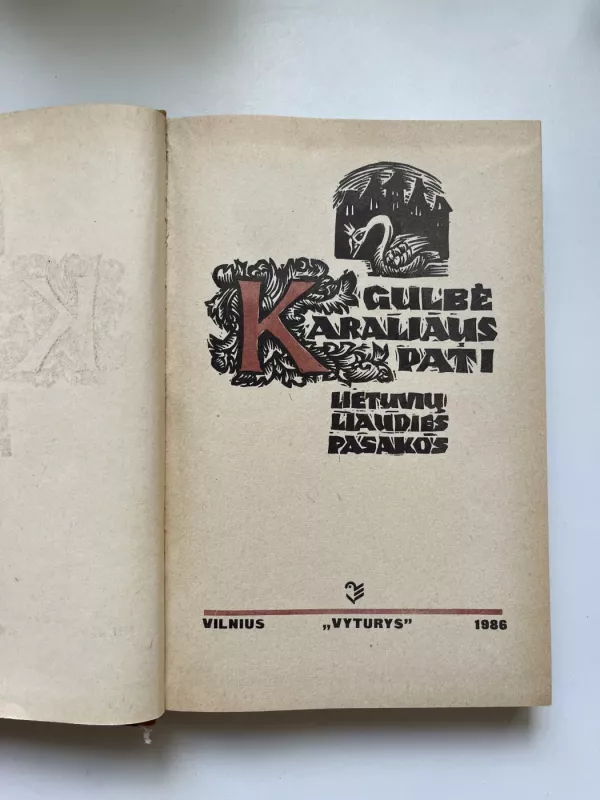 GULBĖ
KARALIAUS
PATI
LIETUVIŲ
LIAUDIES
PASAKOS
VILNIUS „VYTURYS” 1986